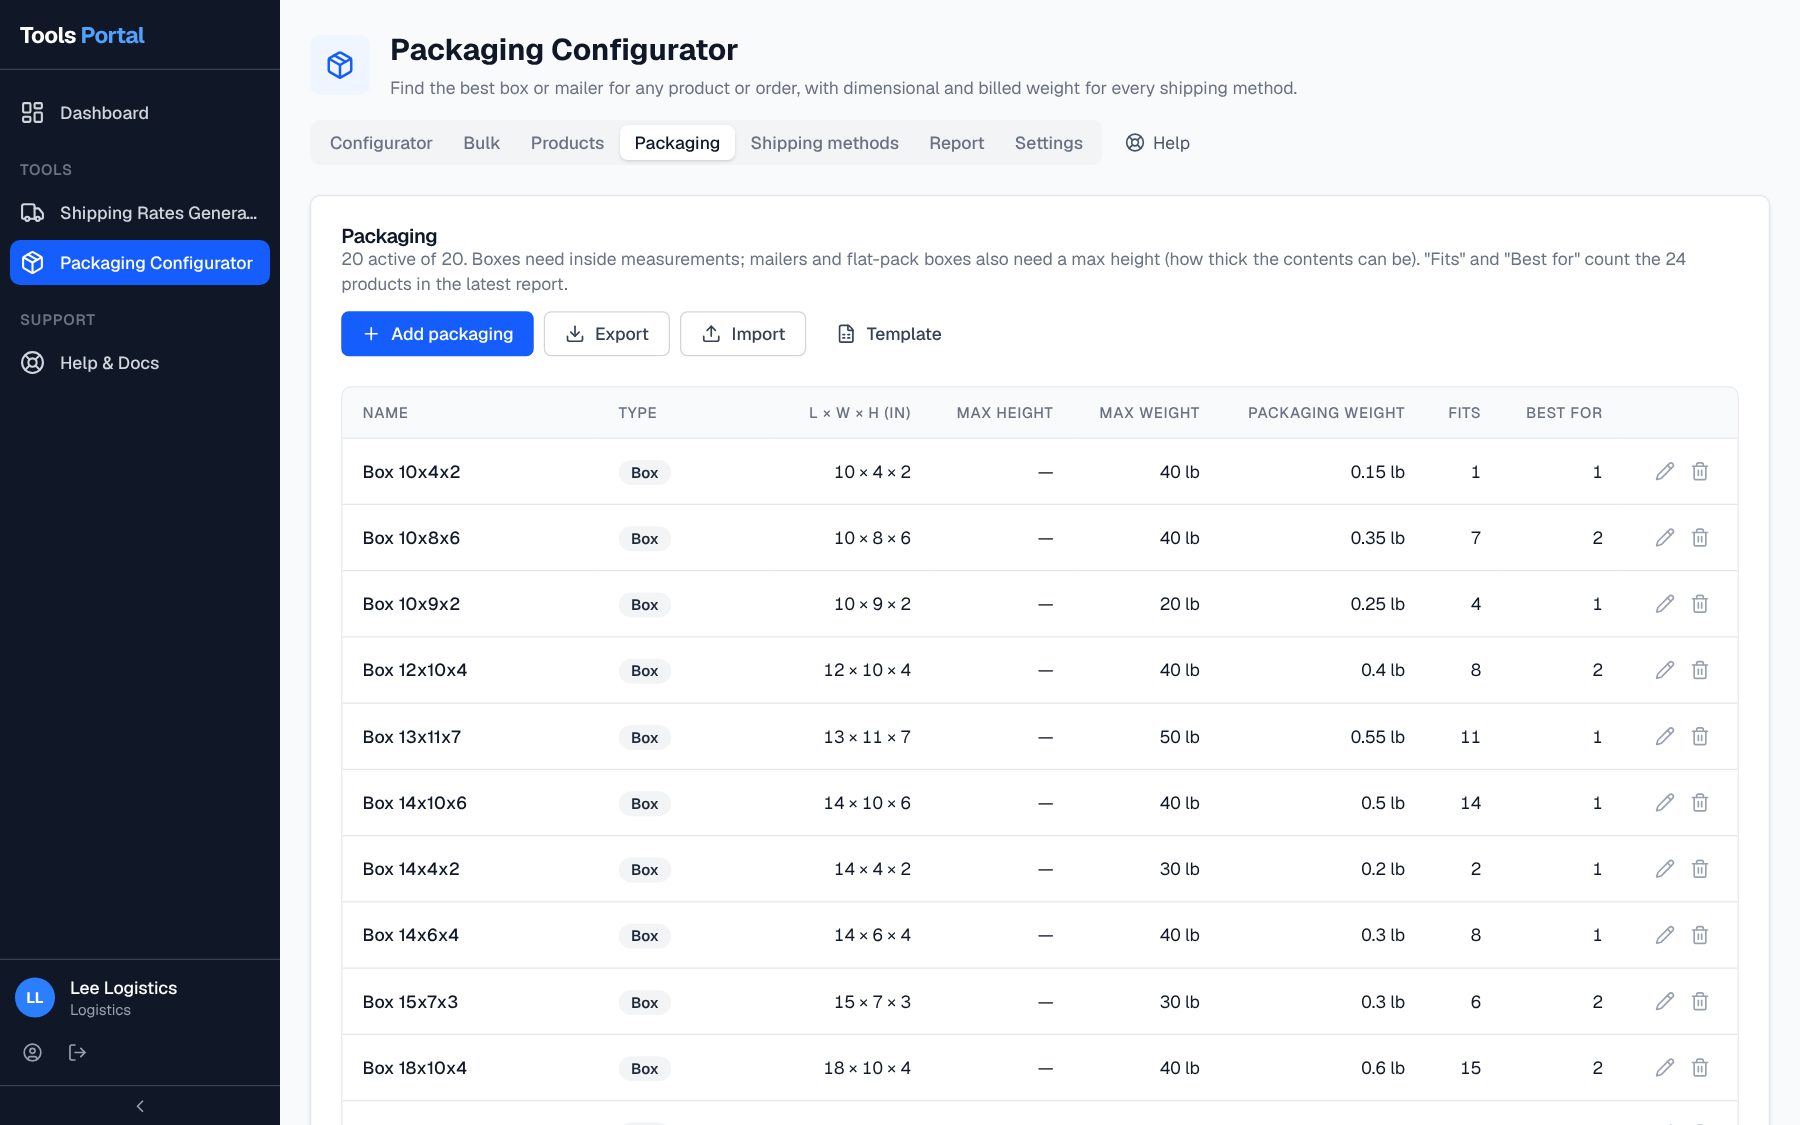 Tools Portal
Dashboard
TOOLS
Shipping Rates Genera...
Packaging Configurator
SUPPORT
Help & Docs
LL
Lee Logistics
Logistics
Packaging Configurator
Find the best box or mailer for any product or order, with dimensional and billed weight for every shipping method.
Configurator Bulk Products Packaging Shipping methods Report Settings Help
Packaging
20 active of 20. Boxes need inside measurements; mailers and flat-pack boxes also need a max height (how thick the contents can be). "Fits" and "Best for" count the 24
products in the latest report.
Add packaging Export Import Template
NAME TYPE L × W × H (IN) MAX HEIGHT MAX WEIGHT PACKAGING WEIGHT FITS BEST FOR
Box 10x4x2 Box 10 × 4 × 2 — 40 lb 0.15 lb 1 1
Box 10x8x6 Box 10 × 8 × 6 — 40 lb 0.35 lb 7 2
Box 10x9x2 Box 10 × 9 × 2 — 20 lb 0.25 lb 4 1
Box 12x10x4 Box 12 × 10 × 4 — 40 lb 0.4 lb 8 2
Box 13x11x7 Box 13 × 11 × 7 — 50 lb 0.55 lb 11 1
Box 14x10x6 Box 14 × 10 × 6 — 40 lb 0.5 lb 14 1
Box 14x4x2 Box 14 × 4 × 2 — 30 lb 0.2 lb 2 1
Box 14x6x4 Box 14 × 6 × 4 — 40 lb 0.3 lb 8 1
Box 15x7x3 Box 15 × 7 × 3 — 30 lb 0.3 lb 6 2
Box 18x10x4 Box 18 × 10 × 4 — 40 lb 0.6 lb 15 2